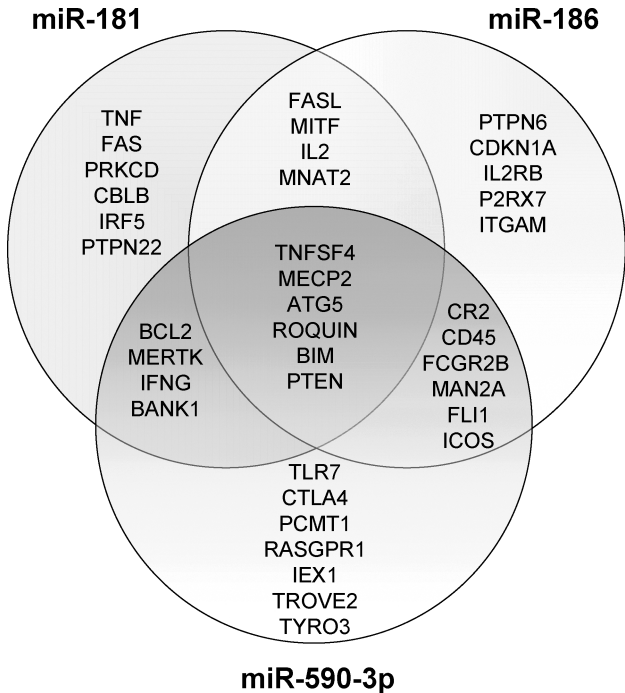 miR-181
miR-186
TNF
FAS
PRKCD
CBLB
IRF5
PTPN22
FASL
MITF
IL2
MNAT2
PTPN6
CDKN1A
IL2RB
P2RX7
ITGAM
TNFSF4
MECP2
ATG5
ROQUIN
BIM
PTEN
BCL2
MERTK
IFNG
BANK1
CR2
CD45
FCGR2B
MAN2A
FLI1
ICOS
TLR7
CTLA4
PCMT1
RASGPR1
IEX1
TROVE2
TYRO3
miR-590-3p